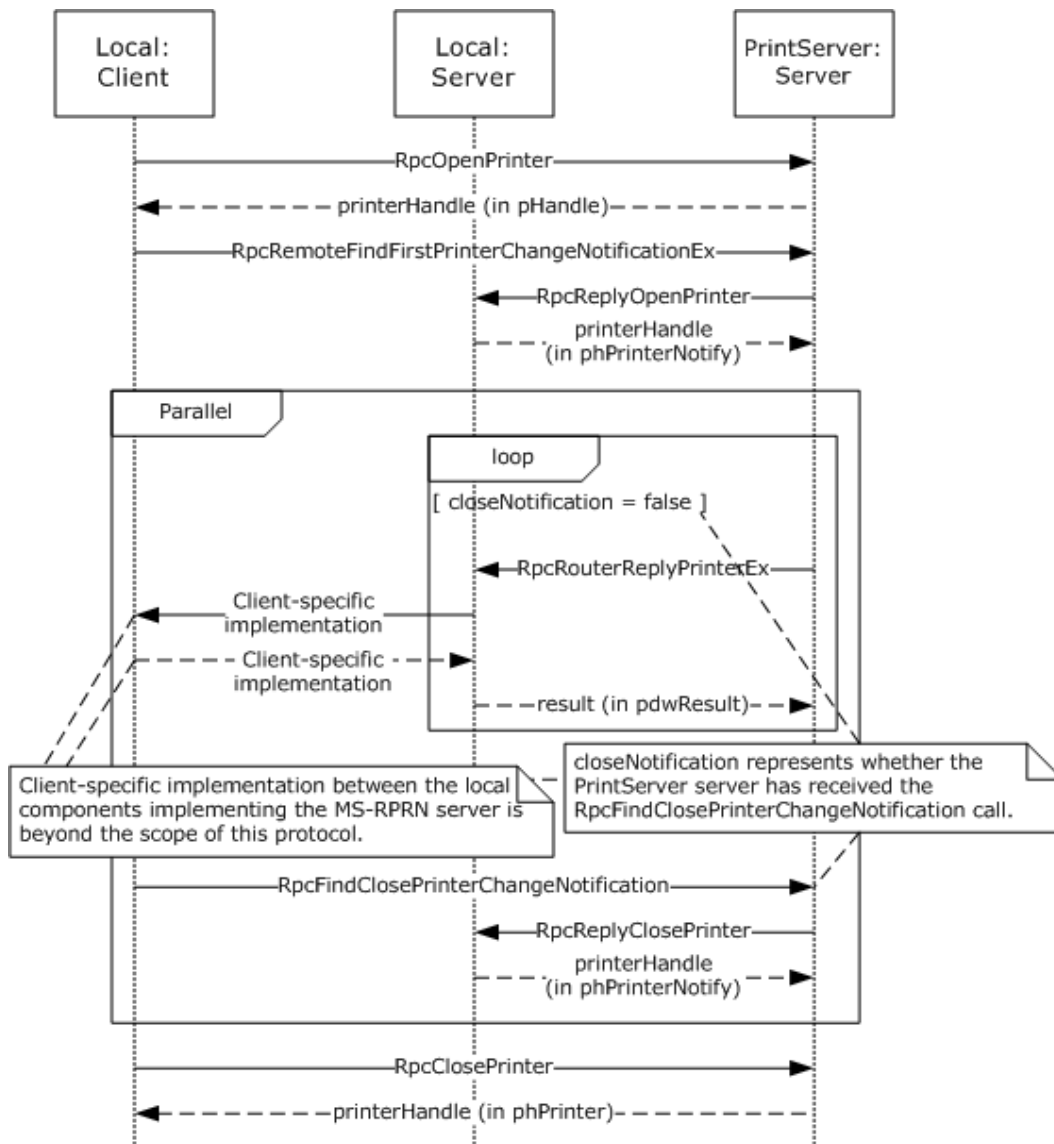 Local:
Client
Local:
Server
PrintServer:
Server
RpcOpenPrinter
printerHandle (in pHandle)
RpcRemoteFindFirstPrinterChangeNotificationEx
RpcReplyOpenPrinter
printerHandle
(in phPrinterNotify)
Parallel
loop
[ closeNotification = false ]
RpcRouterReplyPrinterEx
Client-specific
implementation
Client-specific
implementation
result (in pdwResult)
closeNotification represents whether the
PrintServer server has received the
RpcFindClosePrinterChangeNotification call.
Client-specific implementation between the local
components implementing the MS-RPRN server is
beyond the scope of this protocol.
RpcFindClosePrinterChangeNotification
RpcReplyClosePrinter
printerHandle
(in phPrinterNotify)
RpcClosePrinter
printerHandle (in phPrinter)